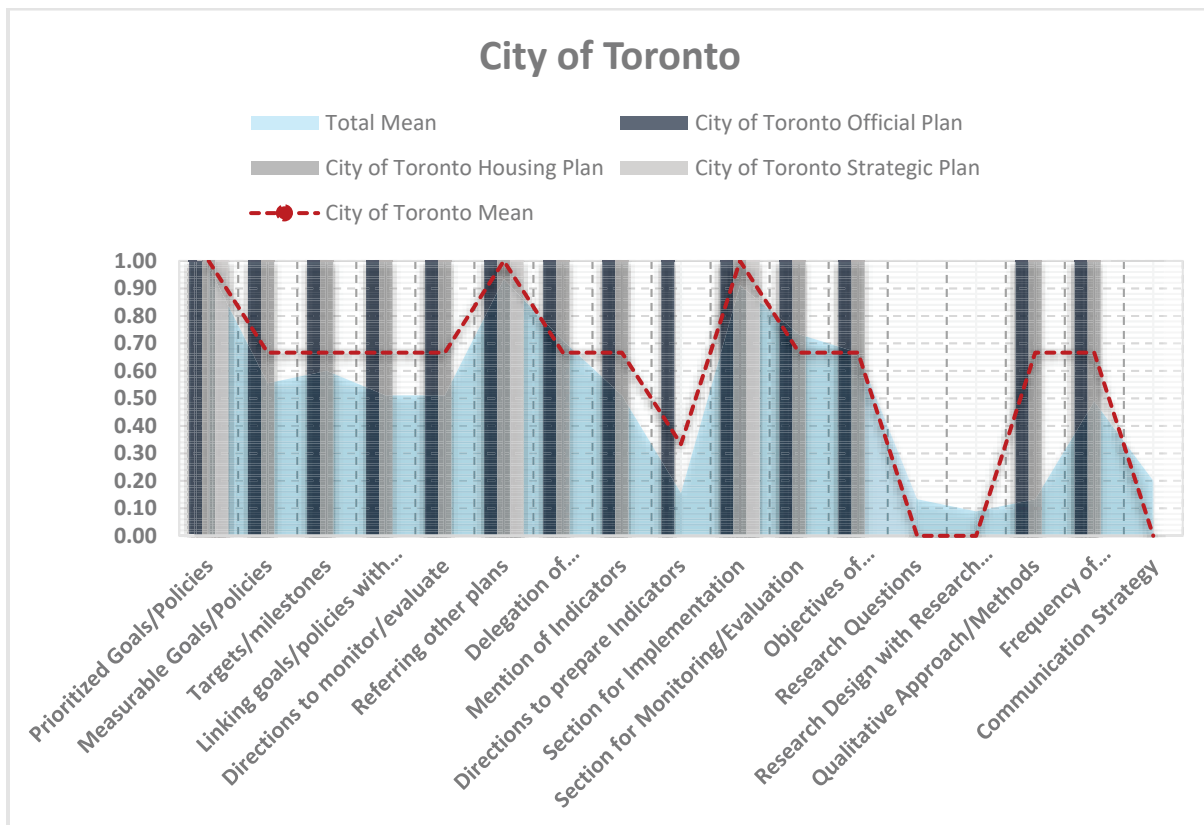 City of Toronto
Total Mean
City of Toronto Official Plan
City of Toronto Housing Plan
City of Toronto Strategic Plan
City of Toronto Mean
1.00
0.90
0.80
0.70
0.60
0.50
0.40
0.30
0.20
0.10
0.00
Prioritized Goals/Policies
Measurable Goals/Policies
Targets/milestones
Linking goals/policies with...
Directions to monitor/evaluate
Referring other plans
Delegation of...
Mention of Indicators
Directions to prepare Indicators
Section for Implementation
Section for Monitoring/Evaluation
Objectives of...
Research Questions
Research Design with Research...
Qualitative Approach/Methods
Frequency of...
Communication Strategy